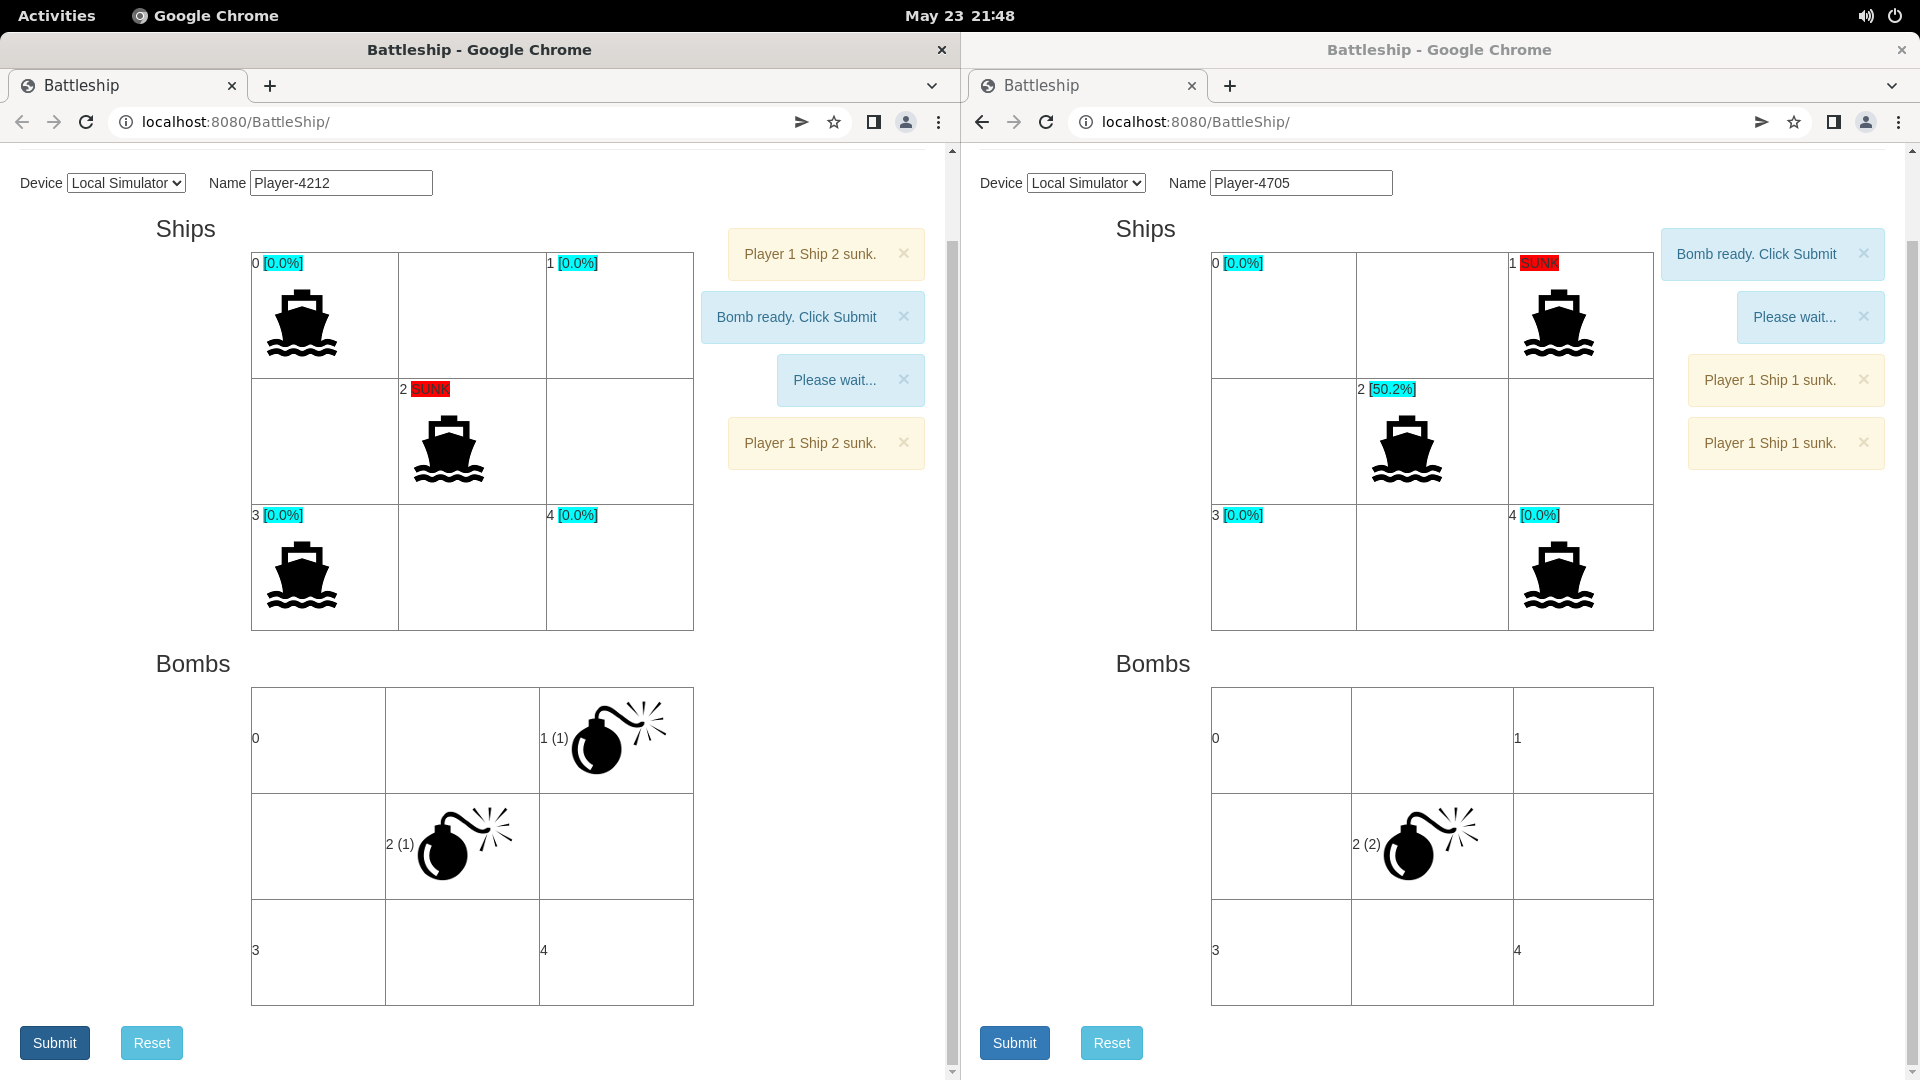 Activities Google Chrome May 23 21:48
Battleship - Google Chrome
Battleship
localhost:8080/BattleShip/
Device Local Simulator Name Player-4212
Ships
0 [0.0%] 1 [0.0%]
2 SUNK
3 [0.0%] 4 [0.0%]
Player 1 Ship 2 sunk. ×
Bomb ready. Click Submit ×
Please wait... ×
Player 1 Ship 2 sunk. ×
Bombs
0 1 (1)
2 (1)
3 4
Submit Reset
Battleship - Google Chrome
Battleship
localhost:8080/BattleShip/
Device Local Simulator Name Player-4705
Ships
0 [0.0%] 1 SUNK
2 [50.2%]
3 [0.0%] 4 [0.0%]
Bomb ready. Click Submit ×
Please wait... ×
Player 1 Ship 1 sunk. ×
Player 1 Ship 1 sunk. ×
Bombs
0 1
2 (2)
3 4
Submit Reset